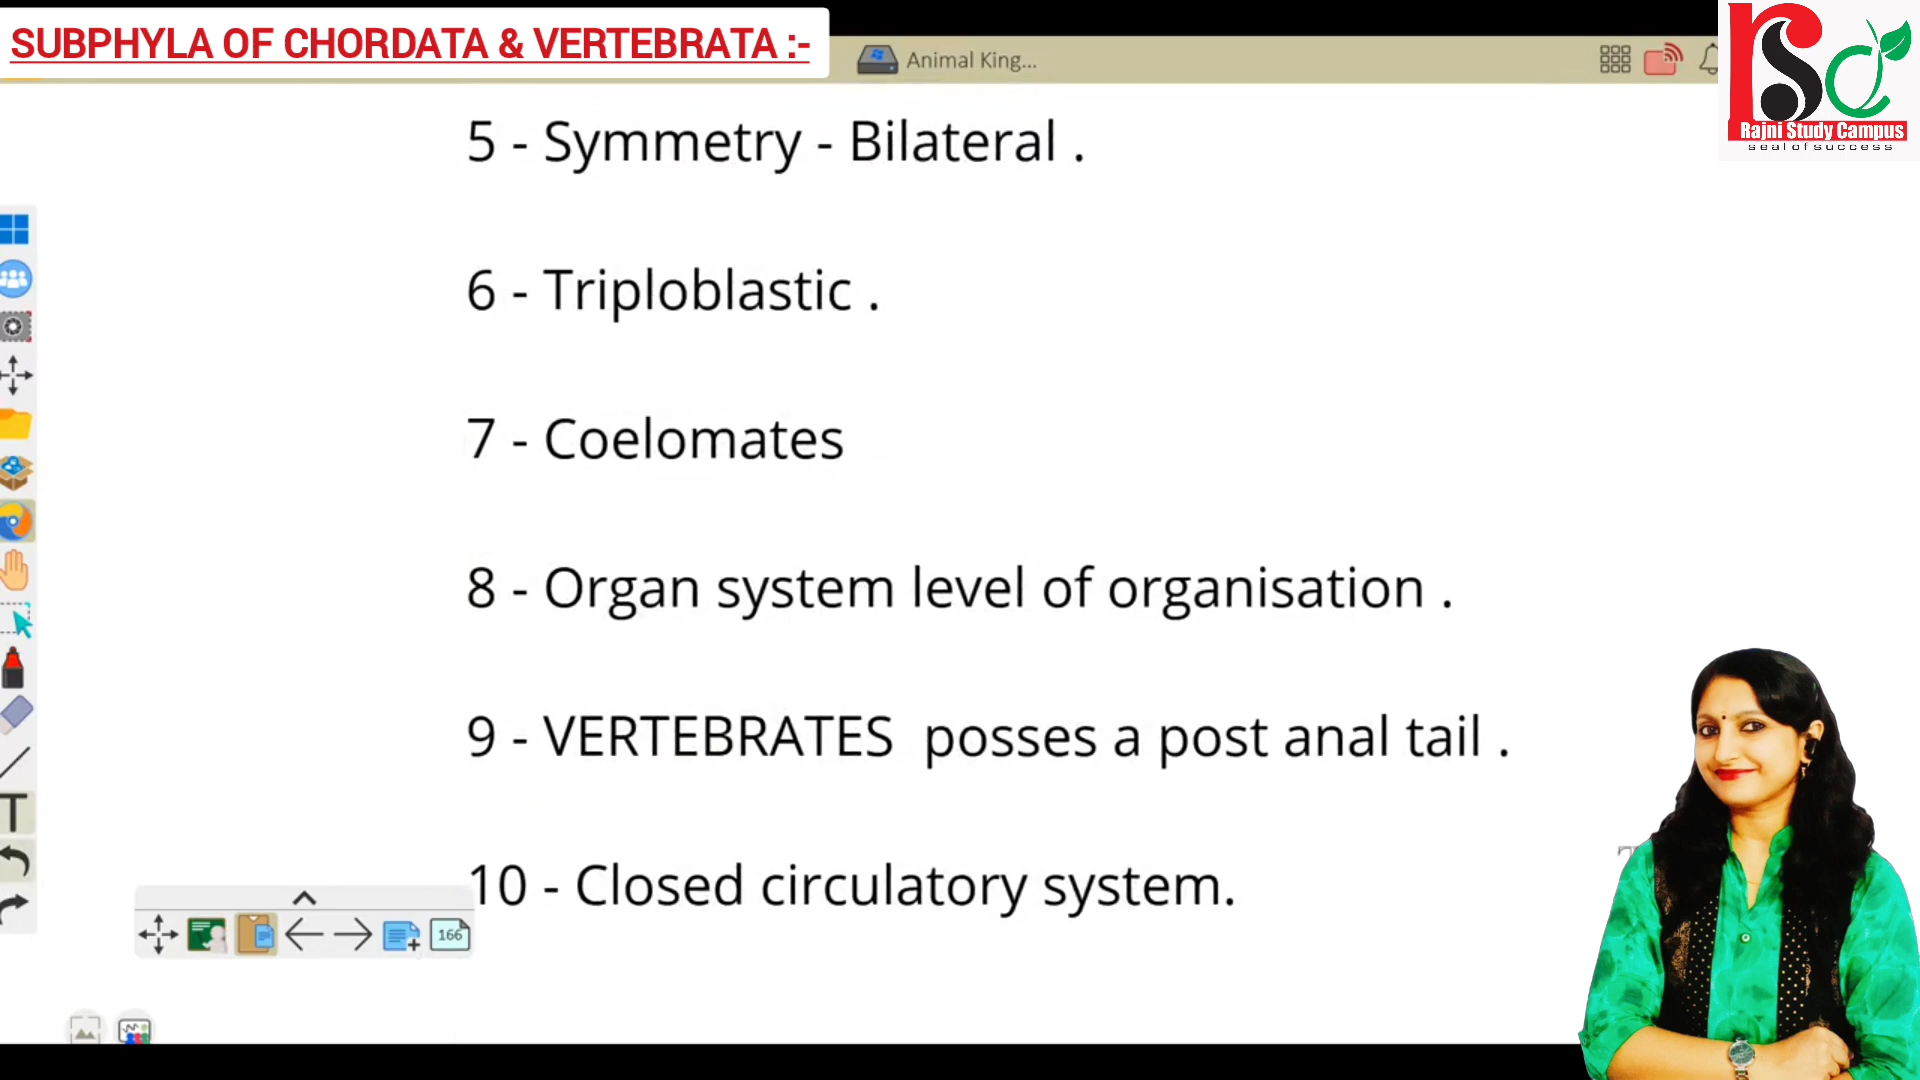 SUBPHYLA OF CHORDATA & VERTEBRATA :-
Animal King...
rsc
Rajni Study Campus
seal of success
5 - Symmetry - Bilateral .
6 - Triploblastic .
7 - Coelomates
8 - Organ system level of organisation .
9 - VERTEBRATES posses a post anal tail .
10 - Closed circulatory system.
166